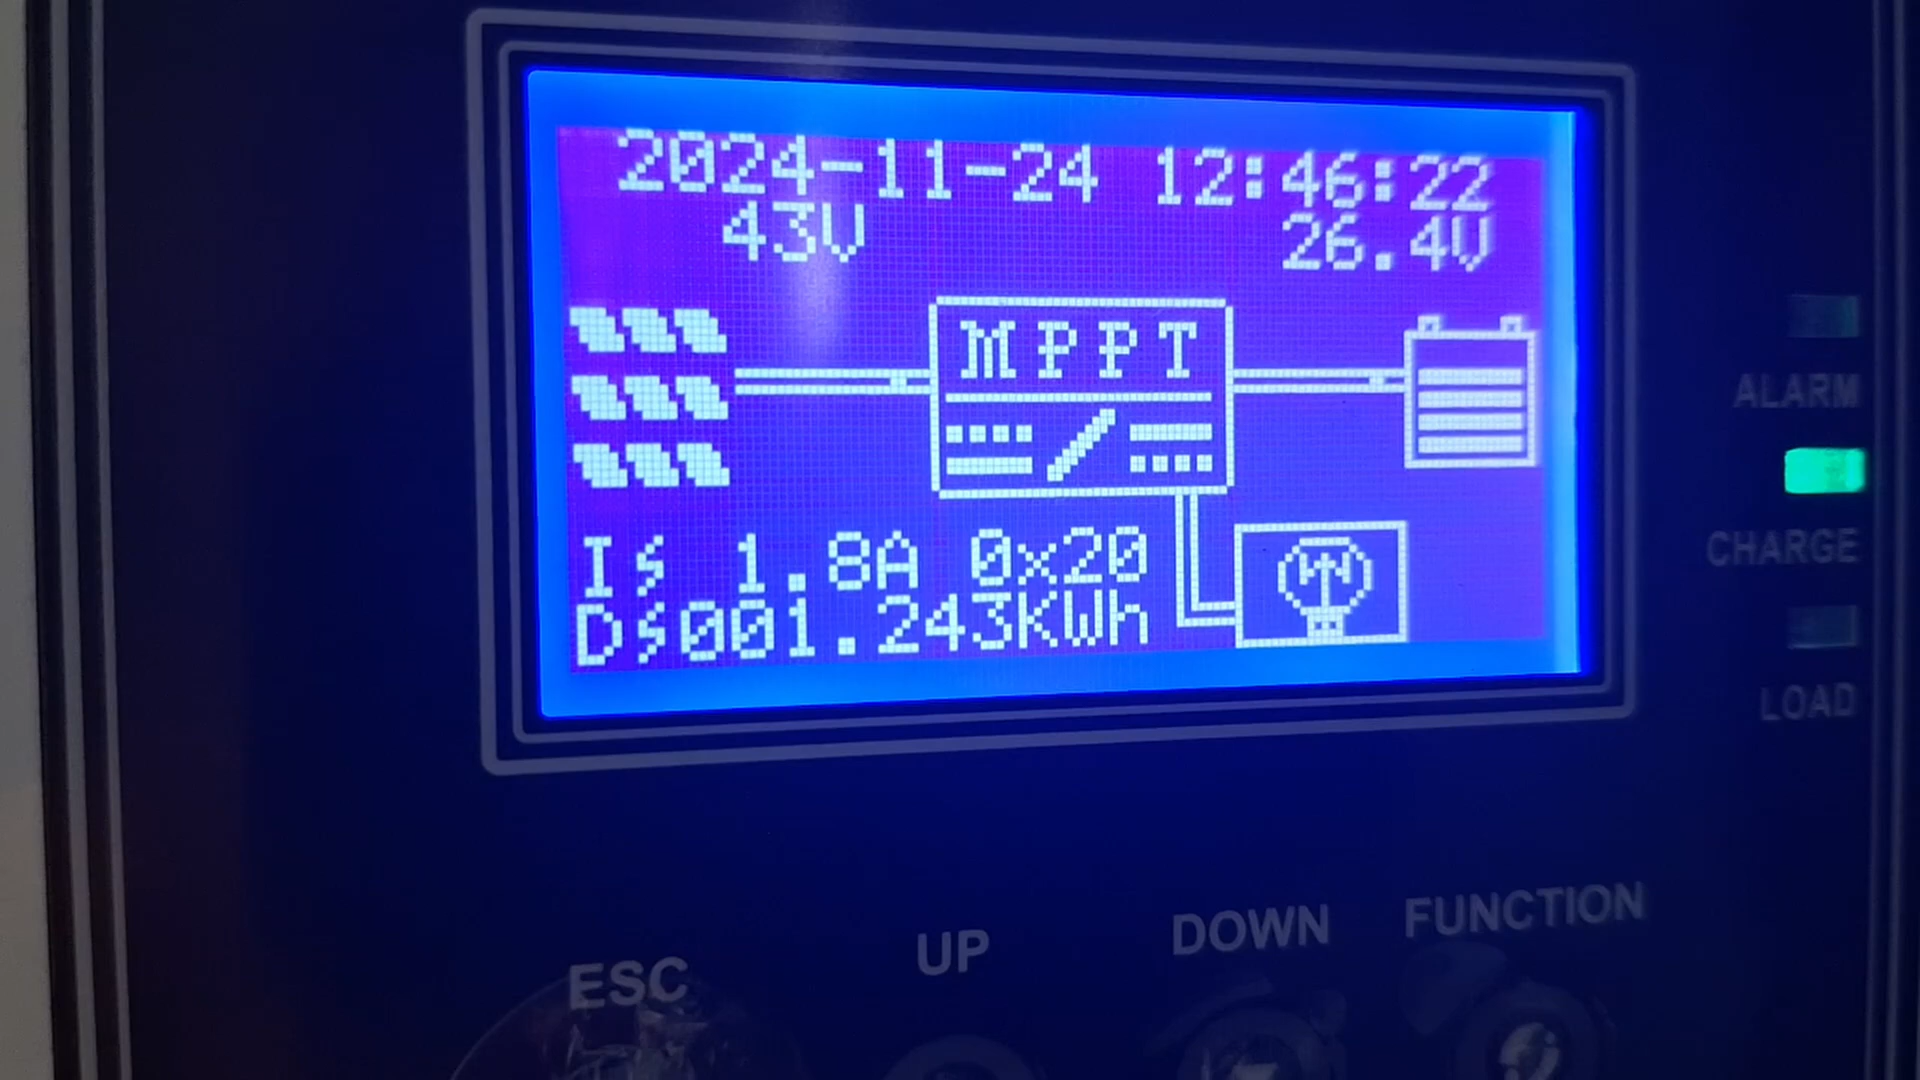 2024-11-24 12:46:22
43V 26.4V
MPPT
I 1.8A 0x20
D 001.243KWh
ALARM
CHARGE
LOAD
ESC UP DOWN FUNCTION